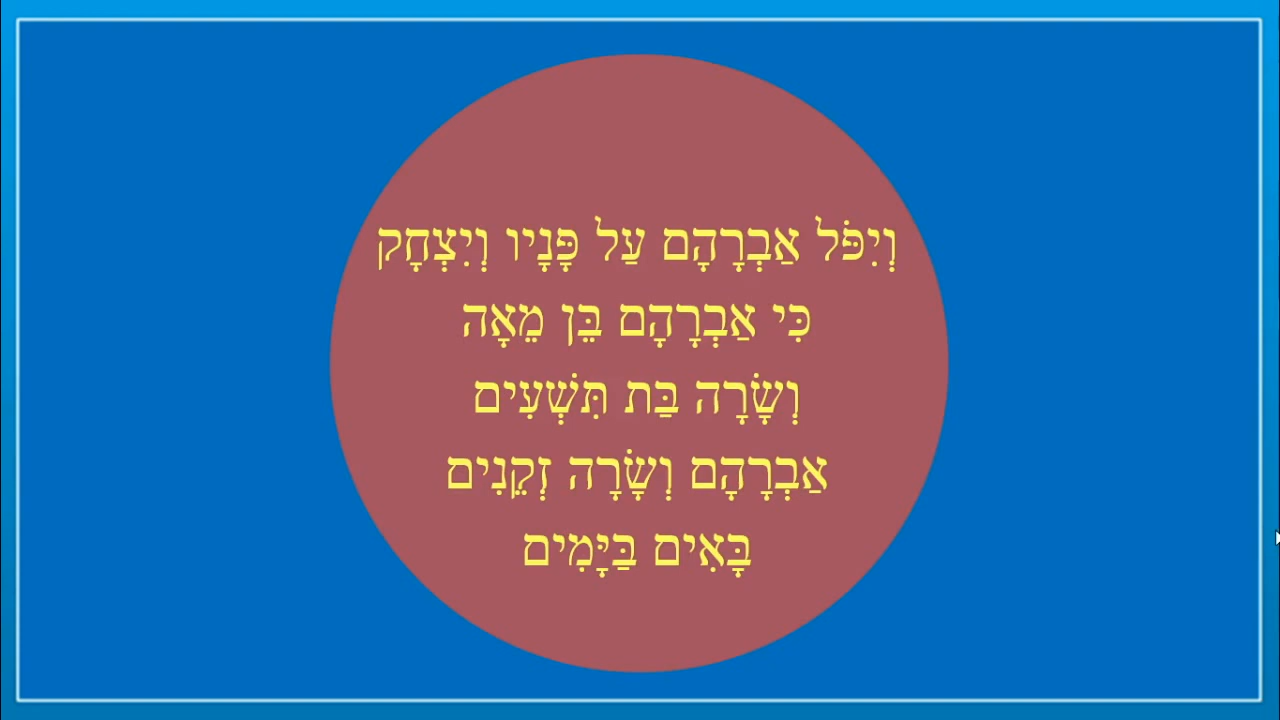 וְיִפֹּל אַבְרָהָם עַל פָּנָיו וְיִצְחָק
כִּי אַבְרָהָם בֵּן מֵאָה
וְשָׂרָה בַּת תִּשְׁעִים
אַבְרָהָם וְשָׂרָה זְקֵנִים
בָּאִים בַּיָּמִים